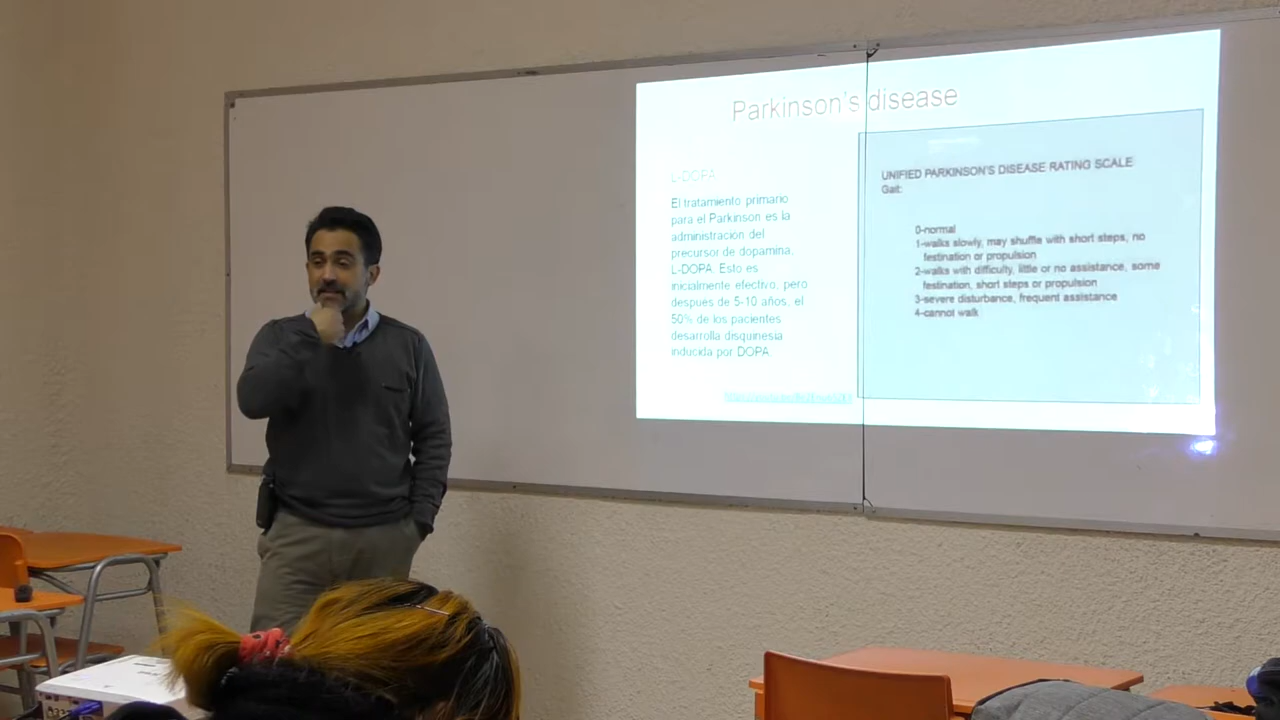 Parkinson's disease
L-DOPA
El tratamiento primario
para el Parkinson es la
administración del
precursor de dopamina,
L-DOPA. Esto es
inicialmente efectivo, pero
después de 5-10 años, el
50% de los pacientes
desarrolla disquinesia
inducida por DOPA.
UNIFIED PARKINSON'S DISEASE RATING SCALE
Gait:
0-normal
1-walks slowly, may shuffle with short steps, no
festination or propulsion
2-walks with difficulty, little or no assistance, some
festination, short steps or propulsion
3-severe disturbance, frequent assistance
4-cannot walk